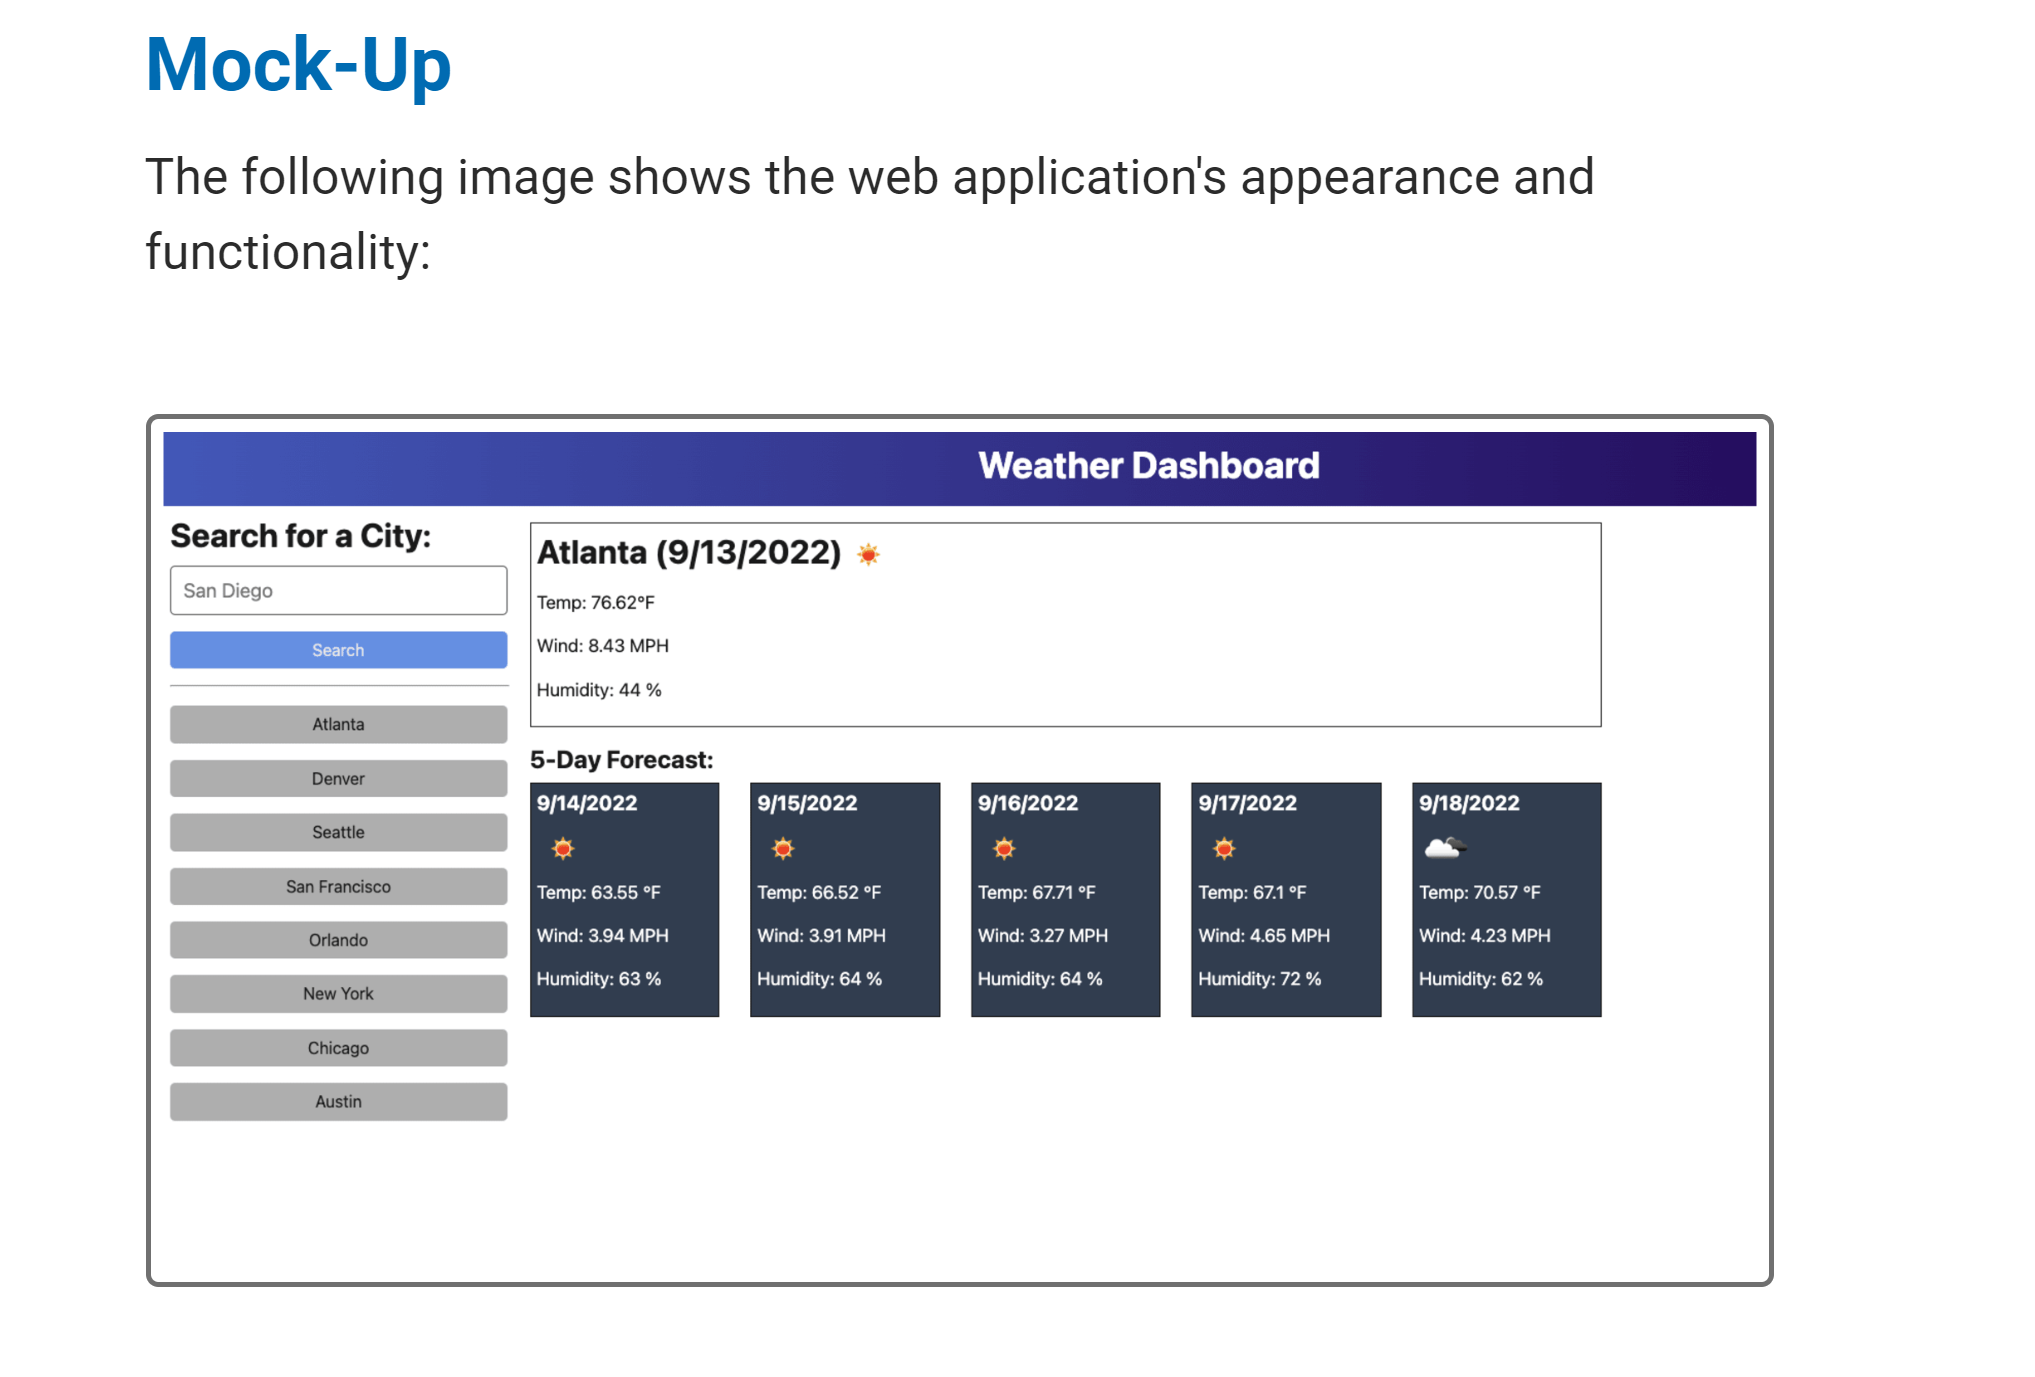 Mock-Up
The following image shows the web application's appearance and
functionality:
Weather Dashboard
Search for a City:
San Diego
Search
Atlanta
Denver
Seattle
San Francisco
Orlando
New York
Chicago
Austin
Atlanta (9/13/2022)
Temp: 76.62°F
Wind: 8.43 MPH
Humidity: 44 %
5-Day Forecast:
9/14/2022
Temp: 63.55 °F
Wind: 3.94 MPH
Humidity: 63 %
9/15/2022
Temp: 66.52 °F
Wind: 3.91 MPH
Humidity: 64 %
9/16/2022
Temp: 67.71 °F
Wind: 3.27 MPH
Humidity: 64 %
9/17/2022
Temp: 67.1 °F
Wind: 4.65 MPH
Humidity: 72 %
9/18/2022
Temp: 70.57 °F
Wind: 4.23 MPH
Humidity: 62 %